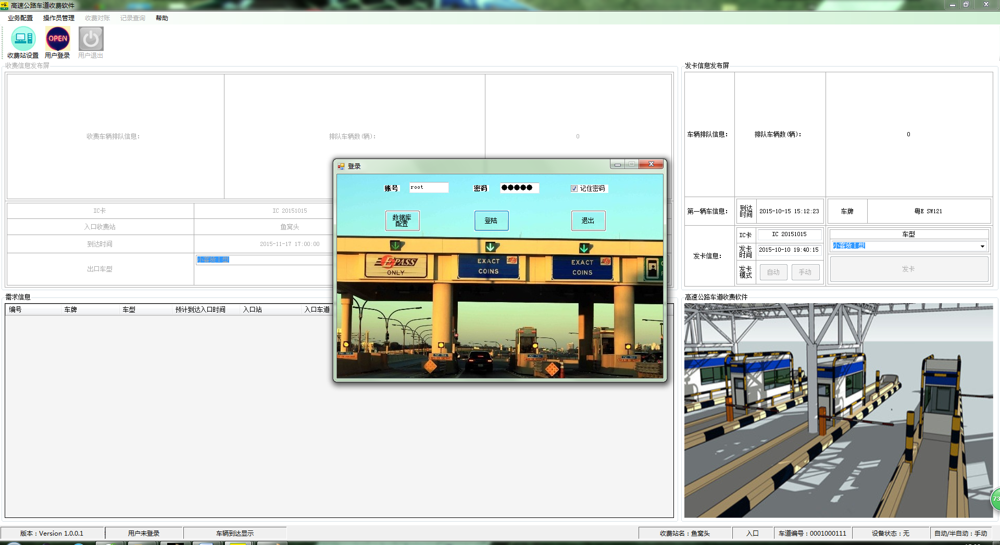 高速公路车道收费软件
业务配置 操作员管理 收费对账 记录查询 帮助
OPEN
收费站设置 用户登录 用户退出
收费信息发布屏
收费车辆排队信息: 排队车辆数(辆): 0
IC卡 IC 20151015
入口收费站 鱼窝头
到达时间 2015-11-17 17:00:00
出口车型 小客货Ⅰ型
发卡信息发布屏
车辆排队信息: 排队车辆数(辆): 0
第一辆车信息: 到达时间 2015-10-15 15:12:23 车牌 粤E SW121
发卡信息:
IC卡 IC 20151015
发卡时间 2015-10-10 19:40:15
发卡模式 自动 手动
车型
小客货Ⅰ型
发卡
登录
账号 root 密码 ●●●●● 记住密码
数据库配置 登陆 退出
E-PASS
ONLY
EXACT
COINS
EXACT
COINS
PAY TOLL
PAY TOLL
PAY TOLL
PAY TOLL
需求信息
编号 车牌 车型 预计到达入口时间 入口站 入口车道
高速公路车道收费软件
73
版本：Version 1.0.0.1 用户未登录 车辆到达显示 收费站名：鱼窝头 入口 车道编号：0001000111 设备状态：无 自动/半自动：手动